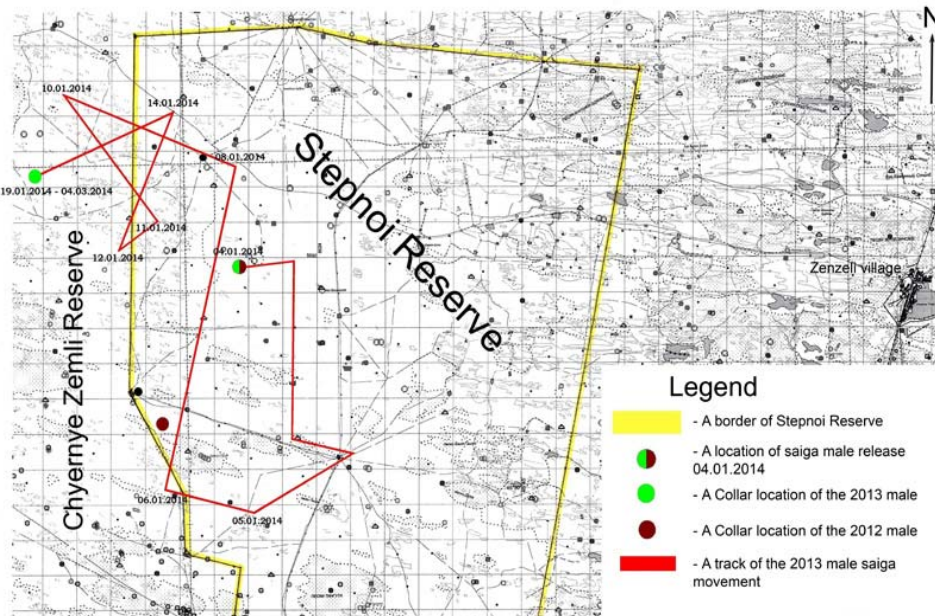 N
10.01.2014
14.01.2014
08.01.2014
19.01.2014 - 04.03.2014
11.01.2014
12.01.2014
04.01.2014
Stepnoi Reserve
Zenzeli village
Chyernye Zemli Reserve
06.01.2014
05.01.2014
Legend
- A border of Stepnoi Reserve
- A location of saiga male release
04.01.2014
- A Collar location of the 2013 male
- A Collar location of the 2012 male
- A track of the 2013 male saiga
movement